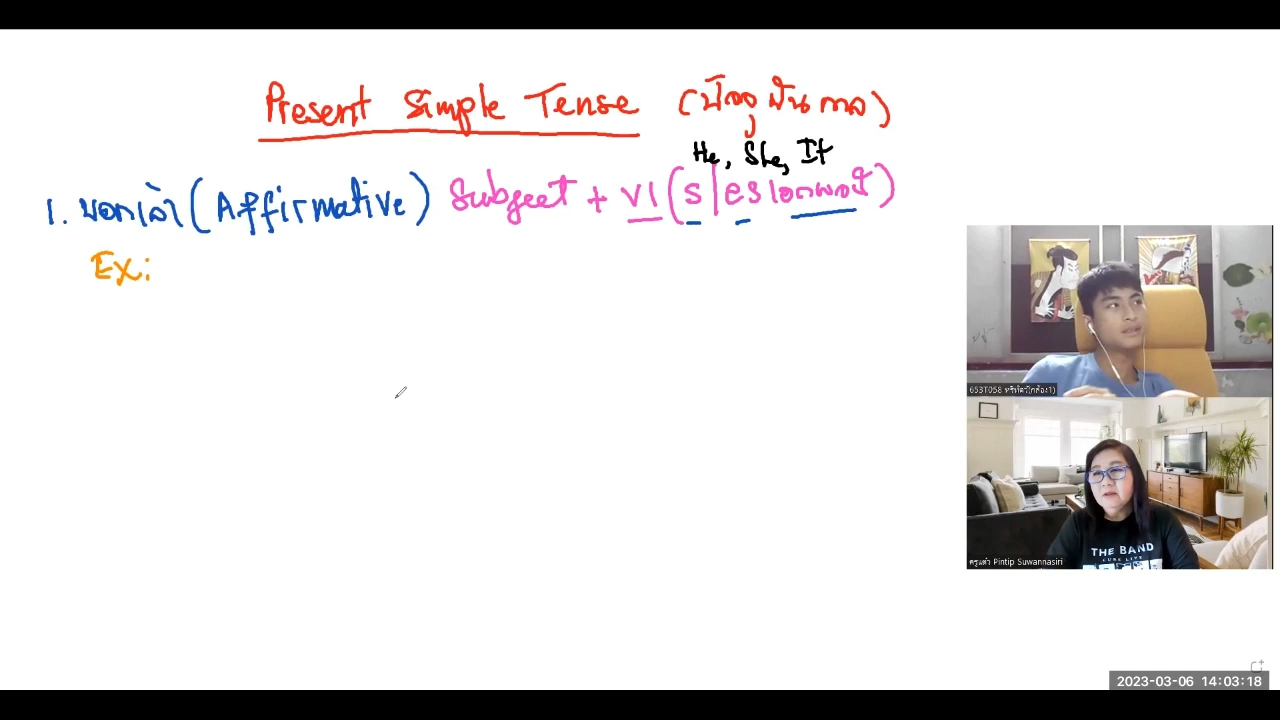 Present Simple Tense (ปัจจุบันกาล)
He, She, It
1. บอกเล่า (Affirmative) Subject + V1 (s/es เอกพจน์)
Ex:
653T058
THE BAND
ครูแต๋ว Pintip Suwannasiri
2023-03-06 14:03:18